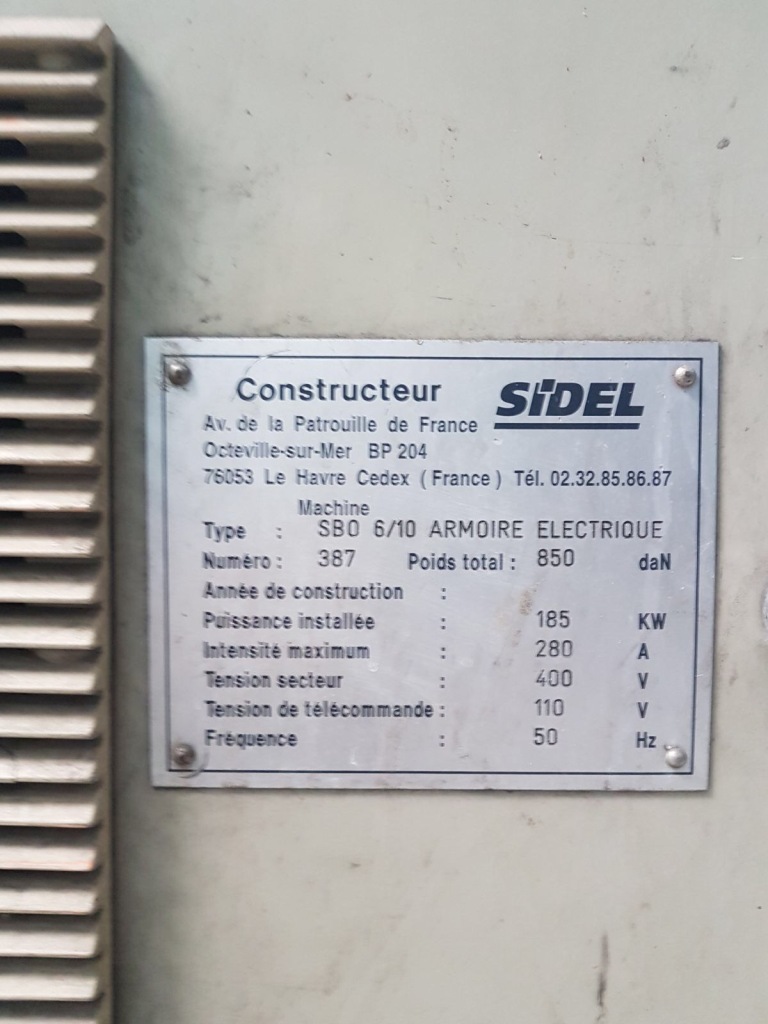 Constructeur SIDEL
Av. de la Patrouille de France
Octeville-sur-Mer BP 204
76053 Le Havre Cedex ( France ) Tél. 02.32.85.86.87
Machine
Type : SBO 6/10 ARMOIRE ELECTRIQUE
Numéro : 387 Poids total : 850 daN
Année de construction :
Puissance installée : 185 KW
Intensité maximum : 280 A
Tension secteur : 400 V
Tension de télécommande : 110 V
Fréquence : 50 Hz